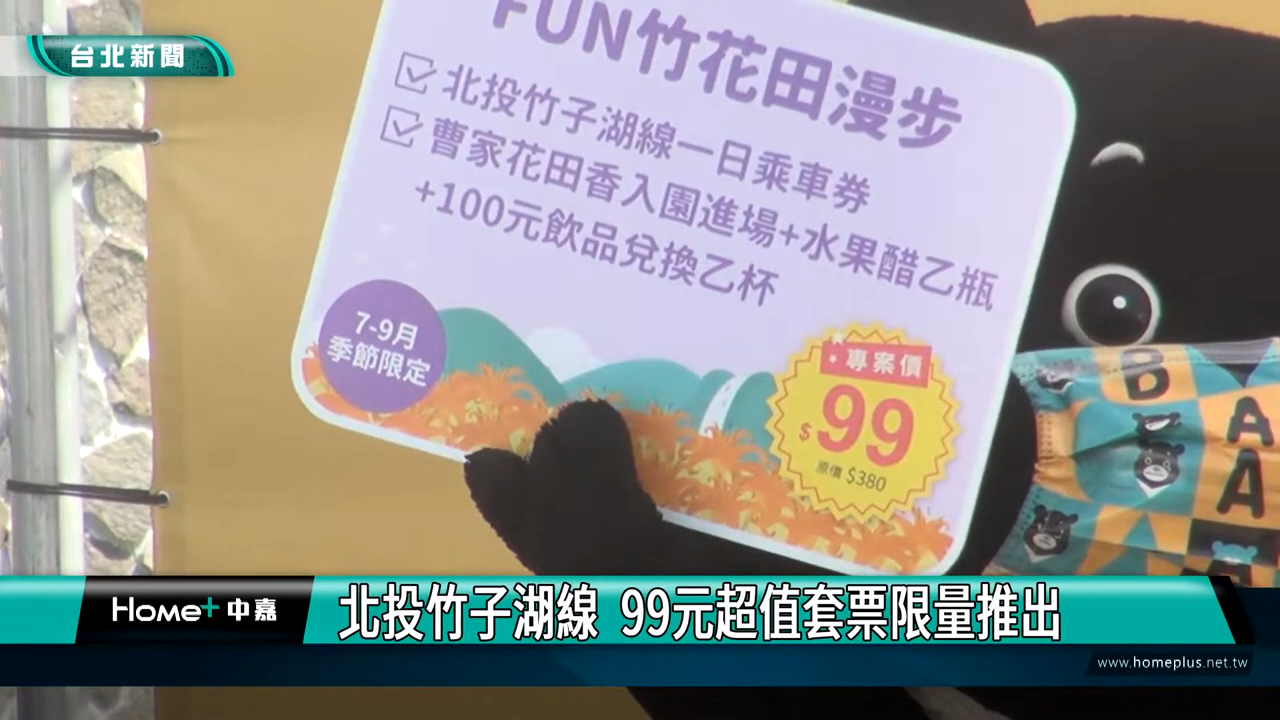 台北新聞
FUN竹花田漫步
北投竹子湖線一日乘車券
曹家花田香入園進場+水果醋乙瓶
+100元飲品兌換乙杯
7-9月
季節限定
專案價
$99
原價 $380
B
A
A
Home+中嘉
北投竹子湖線 99元超值套票限量推出
www.homeplus.net.tw